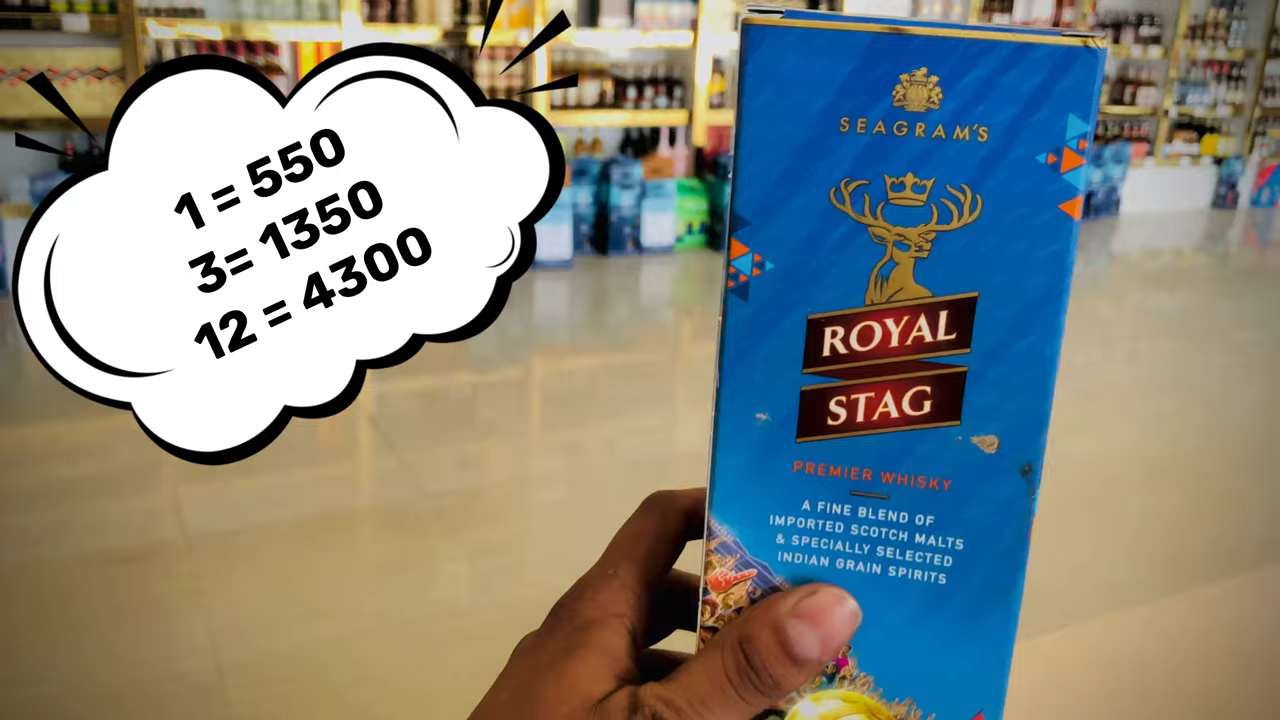 1 = 550
3= 1350
12 = 4300
SEAGRAM'S
ROYAL
STAG
PREMIER WHISKY
A FINE BLEND OF
IMPORTED SCOTCH MALTS
& SPECIALLY SELECTED
INDIAN GRAIN SPIRITS